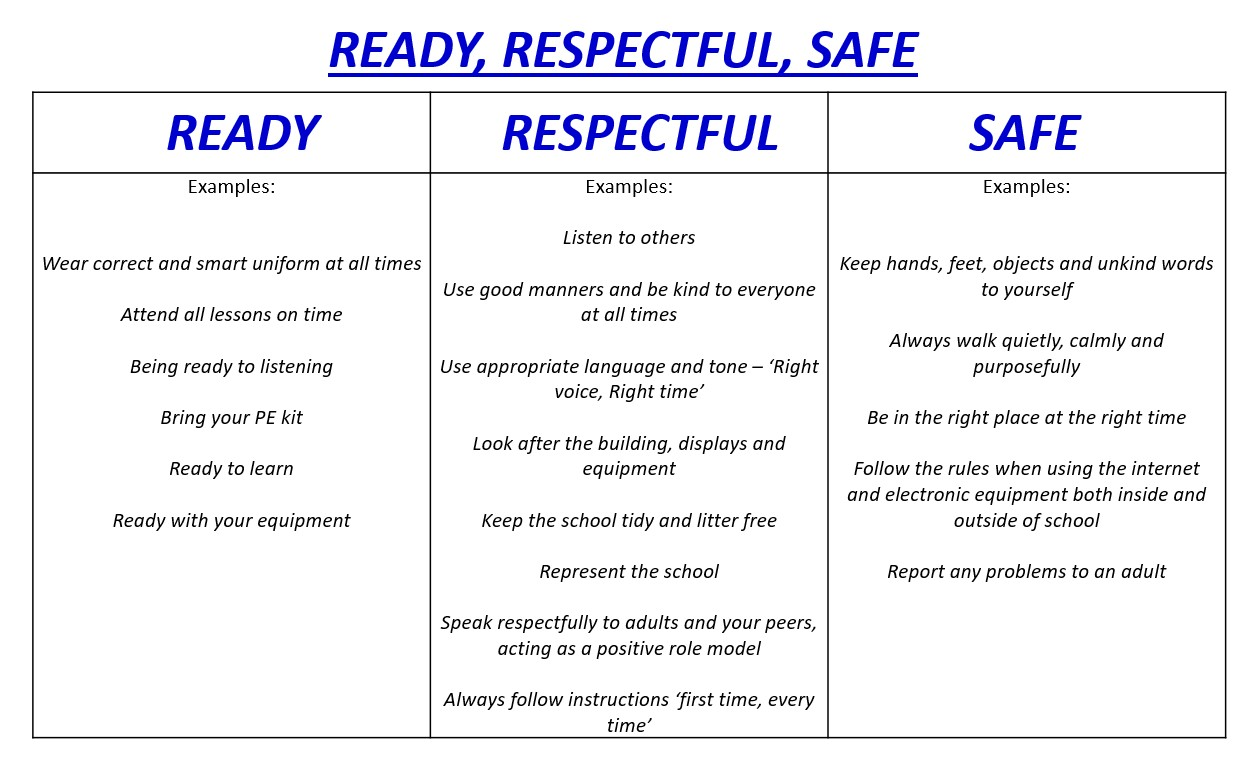 READY, RESPECTFUL, SAFE
READY
RESPECTFUL
SAFE
Examples:
Wear correct and smart uniform at all times
Attend all lessons on time
Being ready to listening
Bring your PE kit
Ready to learn
Ready with your equipment
Examples:
Listen to others
Use good manners and be kind to everyone
at all times
Use appropriate language and tone – ‘Right
voice, Right time’
Look after the building, displays and
equipment
Keep the school tidy and litter free
Represent the school
Speak respectfully to adults and your peers,
acting as a positive role model
Always follow instructions ‘first time, every
time’
Examples:
Keep hands, feet, objects and unkind words
to yourself
Always walk quietly, calmly and
purposefully
Be in the right place at the right time
Follow the rules when using the internet
and electronic equipment both inside and
outside of school
Report any problems to an adult